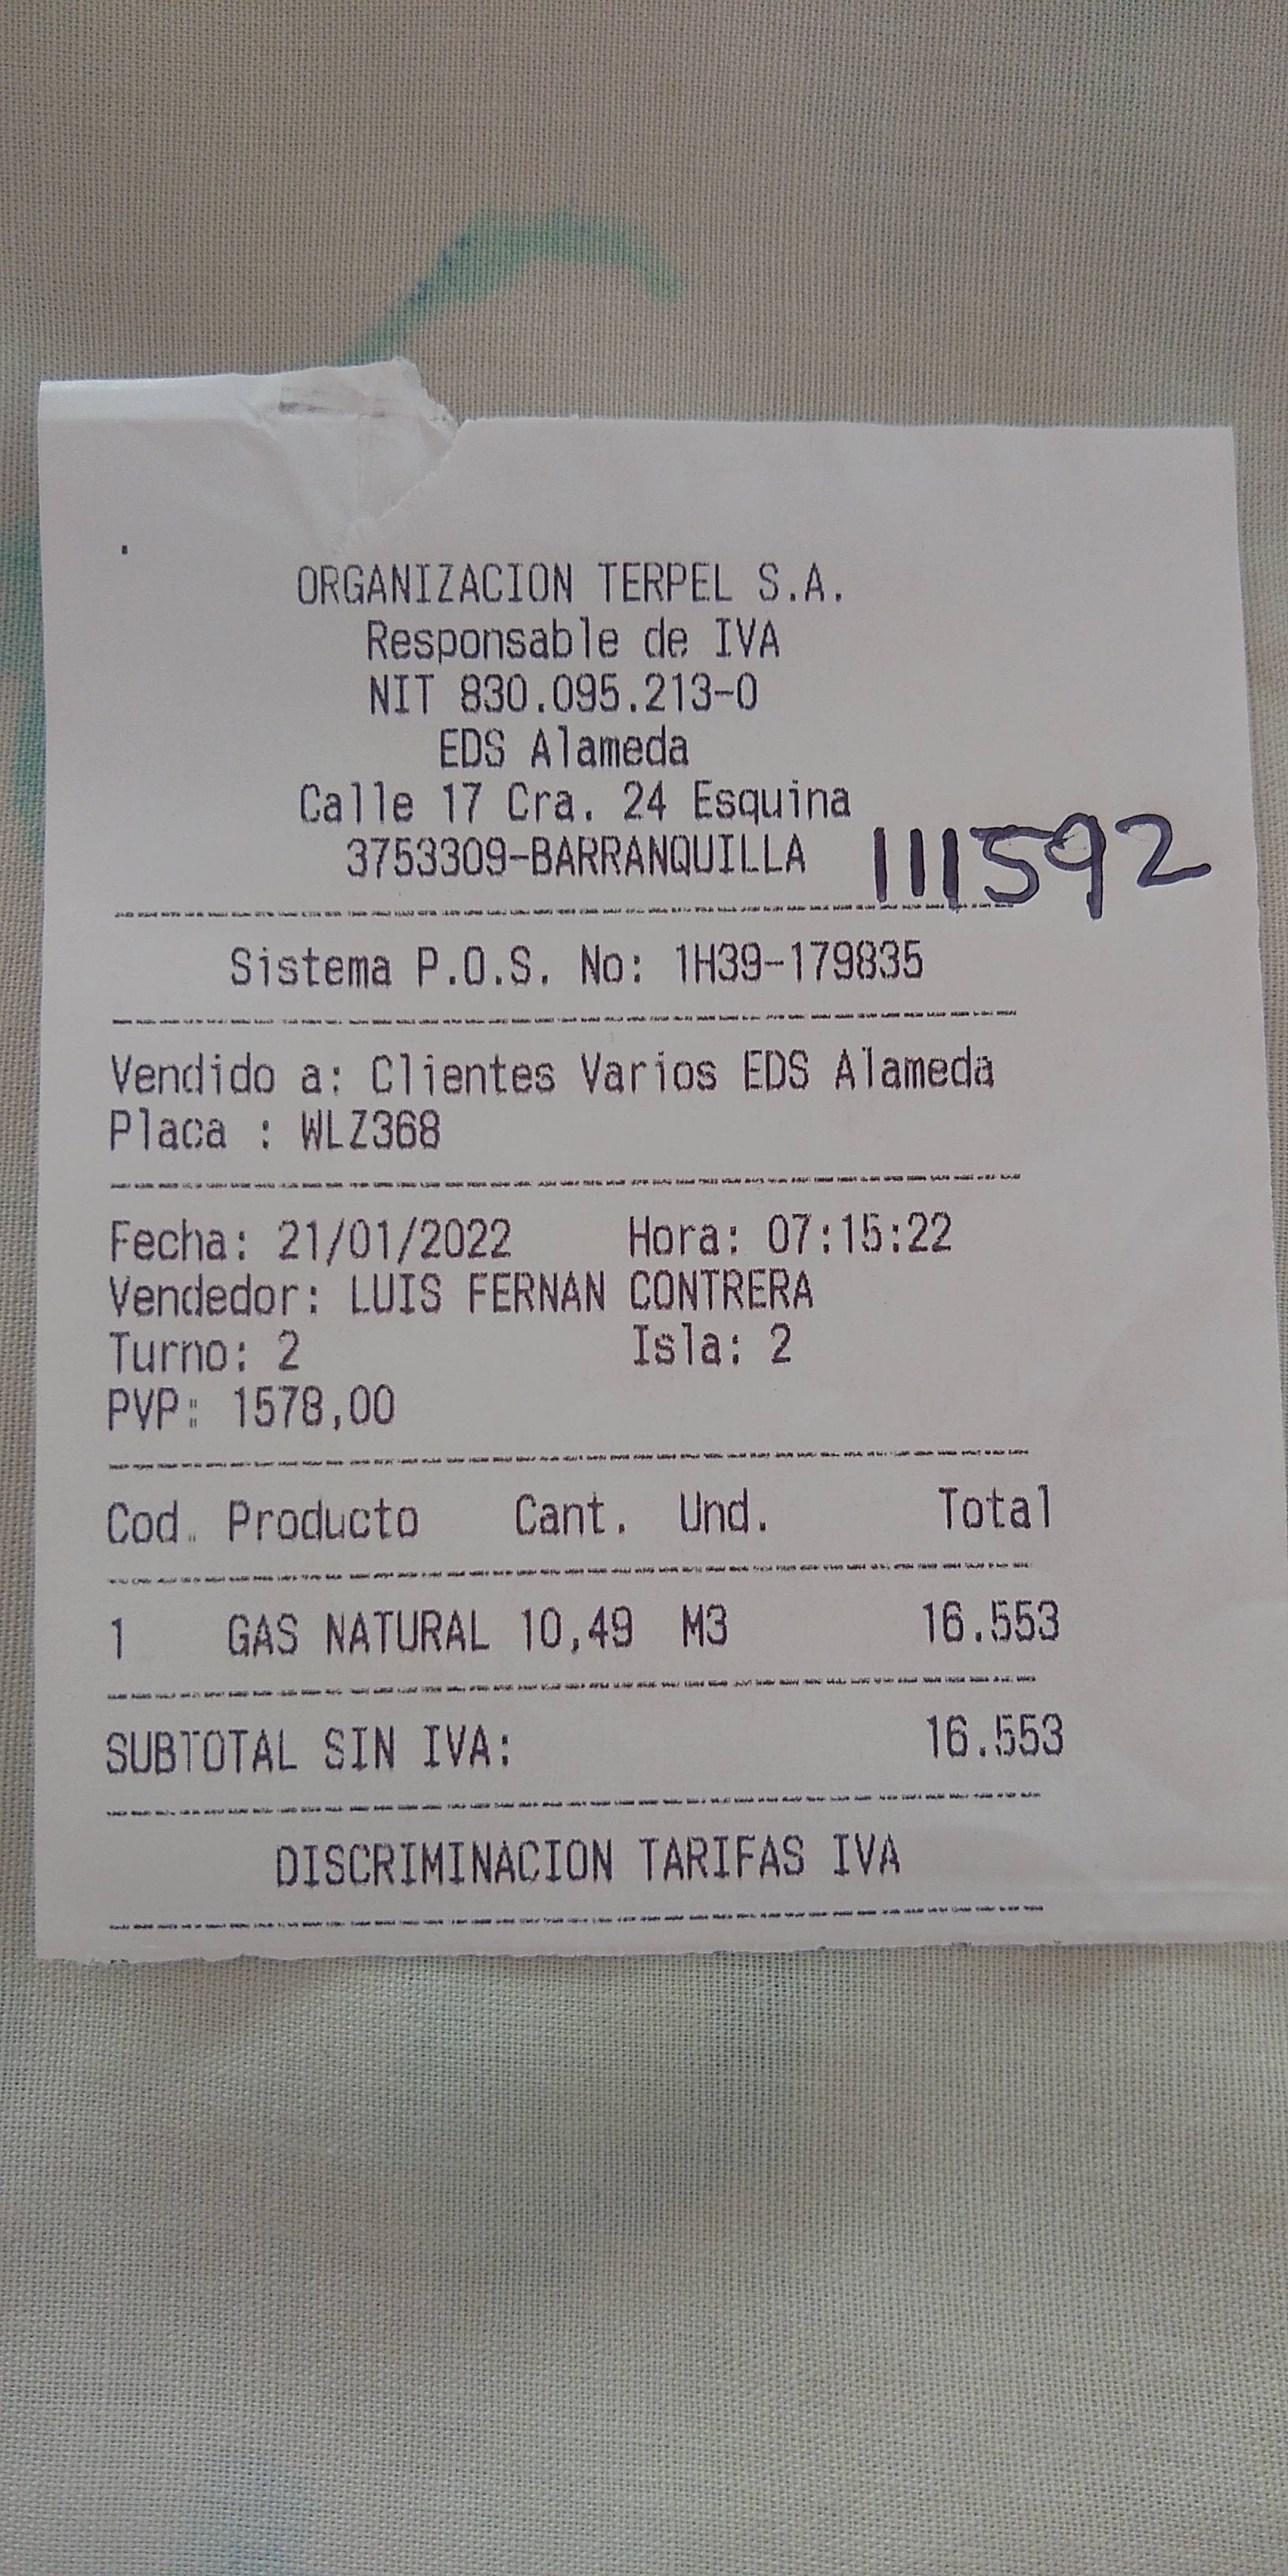 ORGANIZACION TERPEL S.A.
Responsable de IVA
NIT 830.095.213-0
EDS Alameda
Calle 17 Cra. 24 Esquina
3753309-BARRANQUILLA 111592
Sistema P.O.S. No: 1H39-179835
Vendido a: Clientes Varios EDS Alameda
Placa : WLZ368
Fecha: 21/01/2022 Hora: 07:15:22
Vendedor: LUIS FERNAN CONTRERA
Turno: 2 Isla: 2
PVP: 1578,00
Cod. Producto Cant. Und. Total
1 GAS NATURAL 10,49 M3 16.553
SUBTOTAL SIN IVA: 16.553
DISCRIMINACION TARIFAS IVA